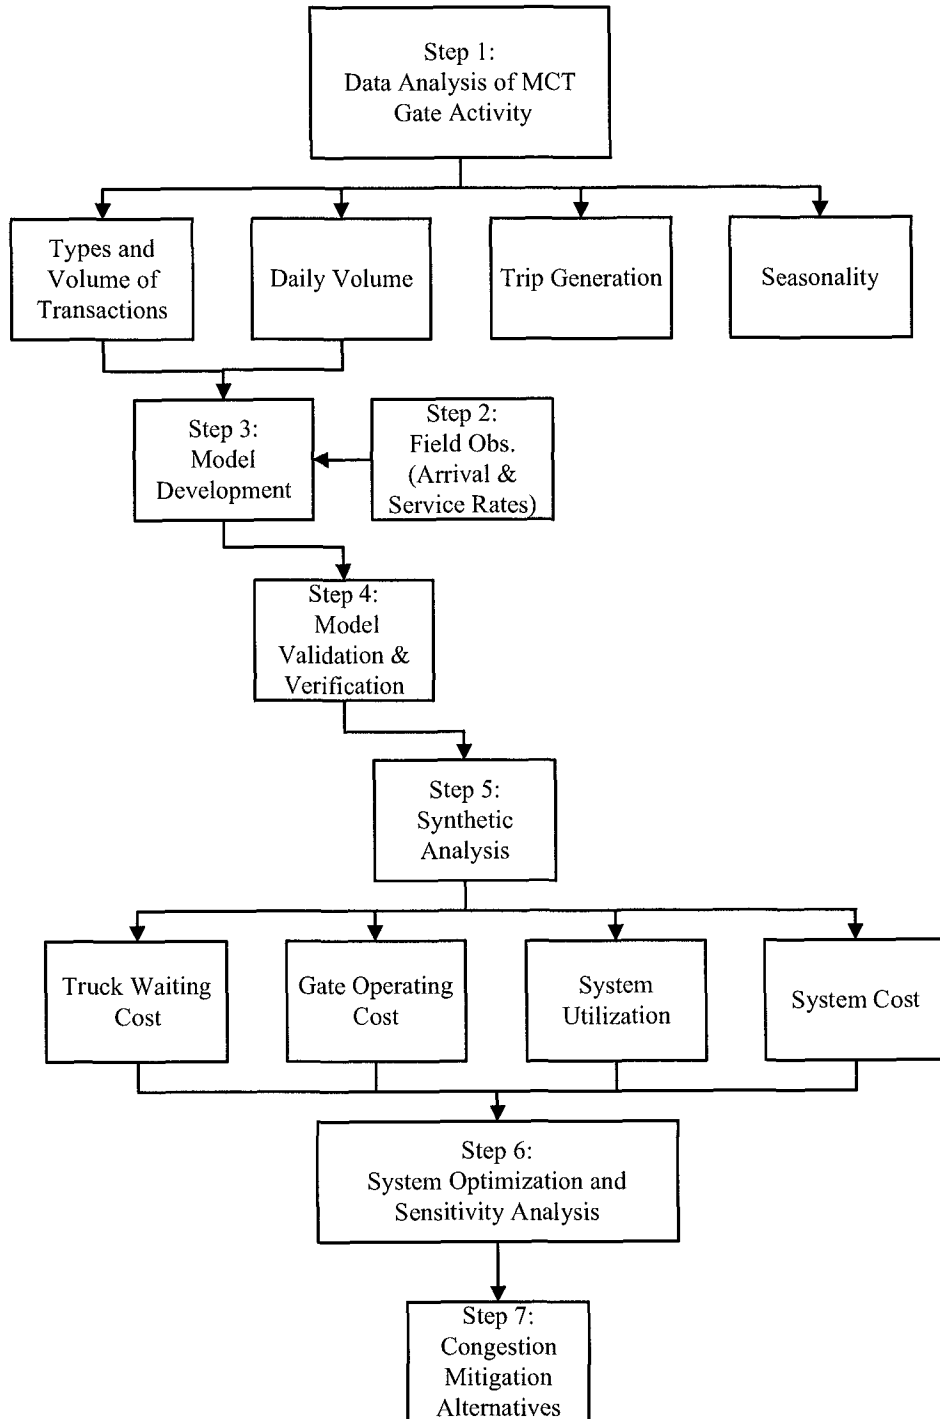 Step 1:
Data Analysis of MCT
Gate Activity
Types and
Volume of
Transactions
Daily Volume
Trip Generation
Seasonality
Step 3:
Model
Development
Step 2:
Field Obs.
(Arrival &
Service Rates)
Step 4:
Model
Validation &
Verification
Step 5:
Synthetic
Analysis
Truck Waiting
Cost
Gate Operating
Cost
System
Utilization
System Cost
Step 6:
System Optimization and
Sensitivity Analysis
Step 7:
Congestion
Mitigation
Alternatives